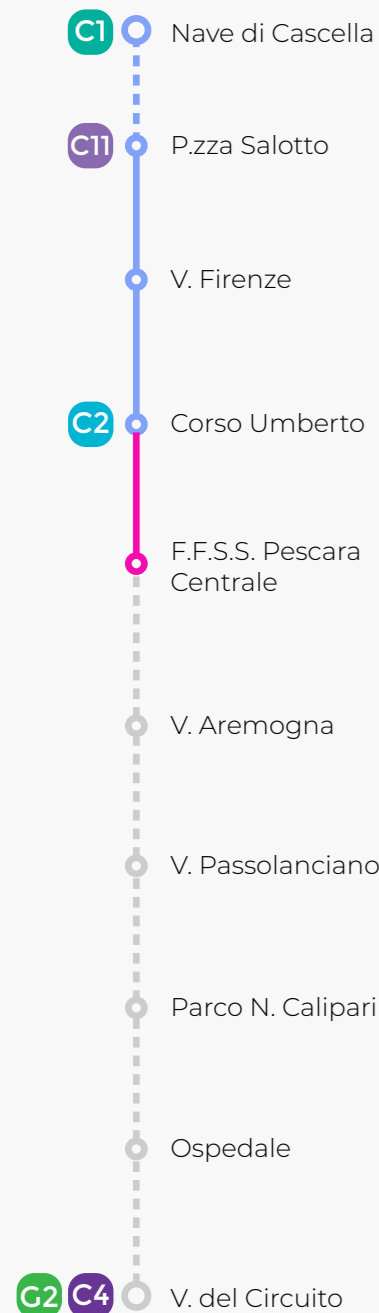 C1 Nave di Cascella
C11 P.zza Salotto
V. Firenze
C2 Corso Umberto
F.F.S.S. Pescara
Centrale
V. Aremogna
V. Passolanciano
Parco N. Calipari
Ospedale
G2 C4 V. del Circuito